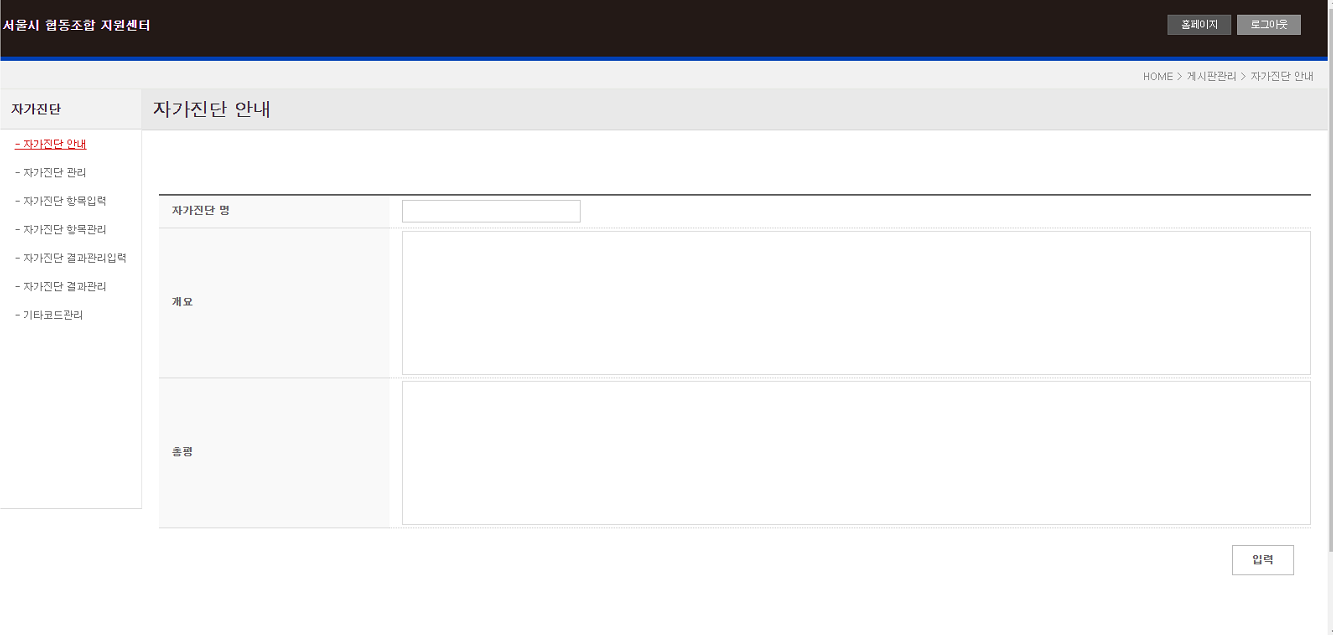 서울시 협동조합 지원센터
홈페이지 로그아웃
HOME > 게시판관리 > 자가진단 안내
자가진단
자가진단 안내
- 자가진단 안내
- 자가진단 관리
- 자가진단 항목입력
- 자가진단 항목관리
- 자가진단 결과관리입력
- 자가진단 결과관리
- 기타코드관리
자가진단 명
개요
총평
입력